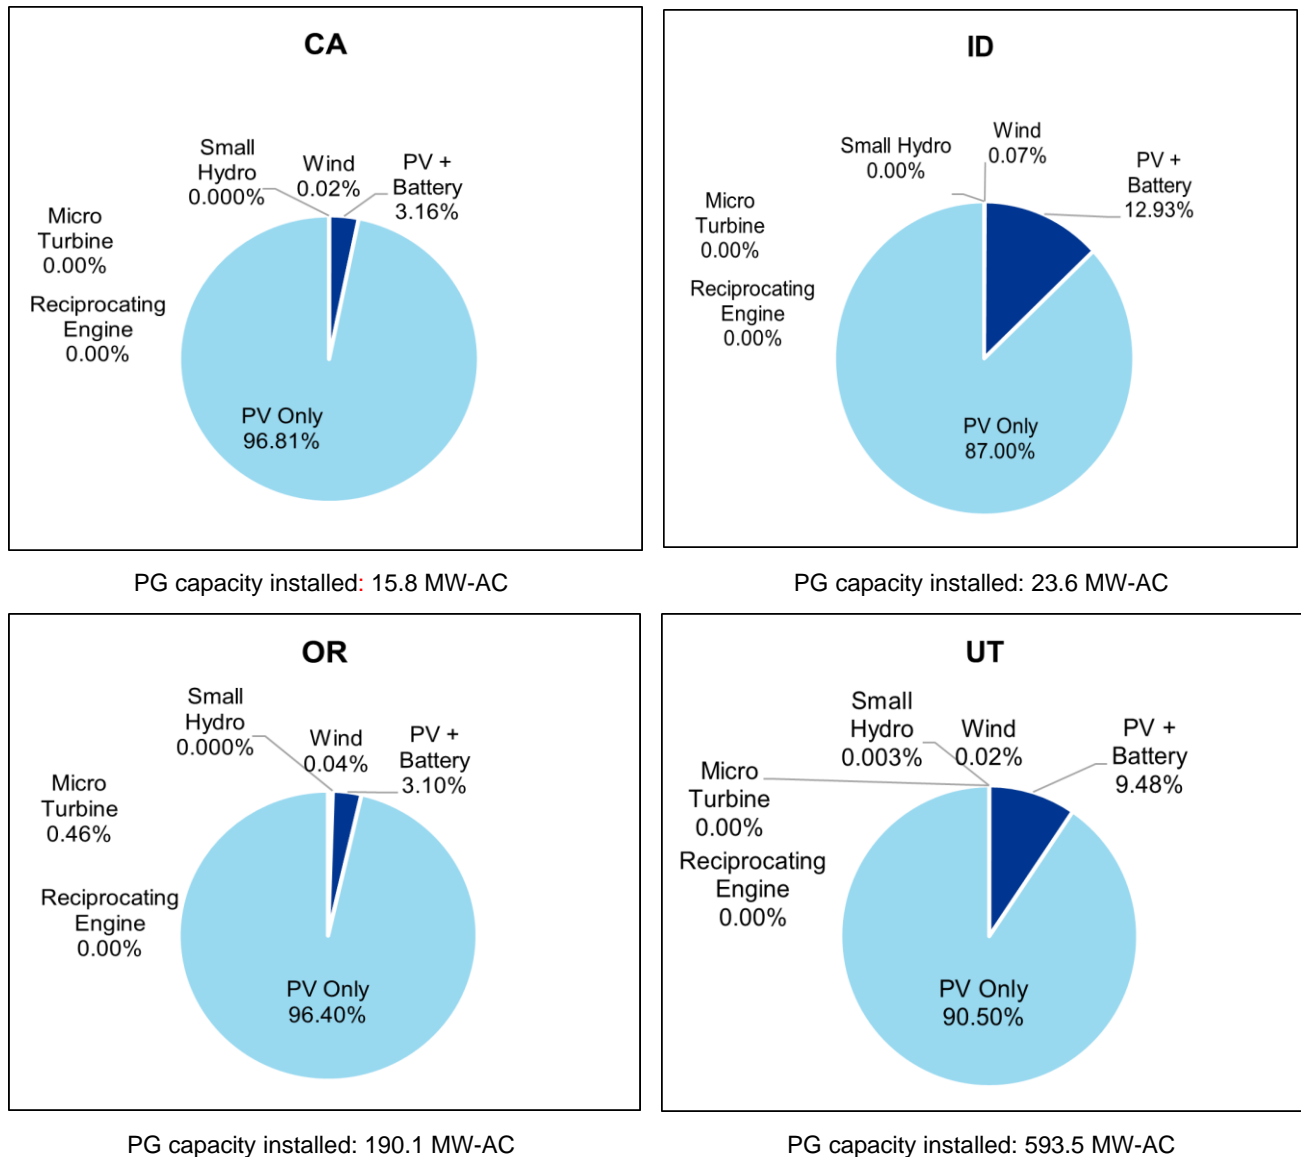 CA
Small
Hydro
0.000%
Wind
0.02%
PV +
Battery
3.16%
Micro
Turbine
0.00%
Reciprocating
Engine
0.00%
PV Only
96.81%
PG capacity installed: 15.8 MW-AC
ID
Small Hydro
0.00%
Wind
0.07%
PV +
Battery
12.93%
Micro
Turbine
0.00%
Reciprocating
Engine
0.00%
PV Only
87.00%
PG capacity installed: 23.6 MW-AC
OR
Small
Hydro
0.000%
Wind
0.04%
PV +
Battery
3.10%
Micro
Turbine
0.46%
Reciprocating
Engine
0.00%
PV Only
96.40%
PG capacity installed: 190.1 MW-AC
UT
Small
Hydro
0.003%
Wind
0.02%
PV +
Battery
9.48%
Micro
Turbine
0.00%
Reciprocating
Engine
0.00%
PV Only
90.50%
PG capacity installed: 593.5 MW-AC